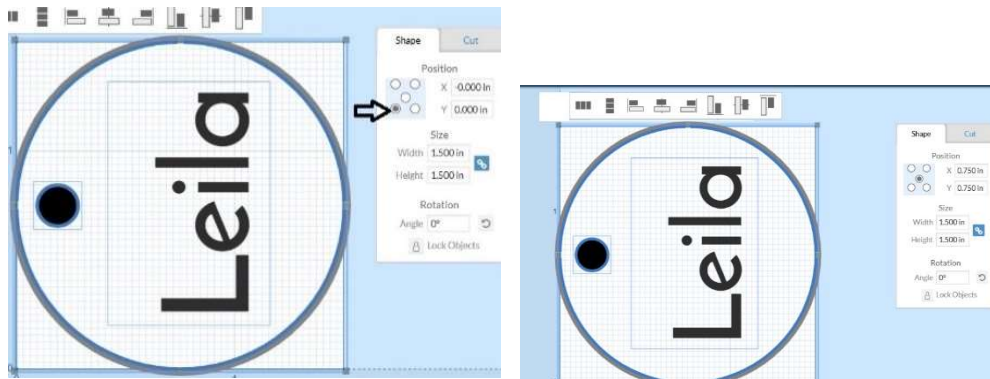 Shape Cut
Position
X -0.000 in
Y 0.000 in
Size
Width 1.500 in
Height 1.500 in
Rotation
Angle 0°
Lock Objects
1
Leila
Shape Cut
Position
X 0.750 in
Y 0.750 in
Size
Width 1.500 in
Height 1.500 in
Rotation
Angle 0°
Lock Objects
1
Leila